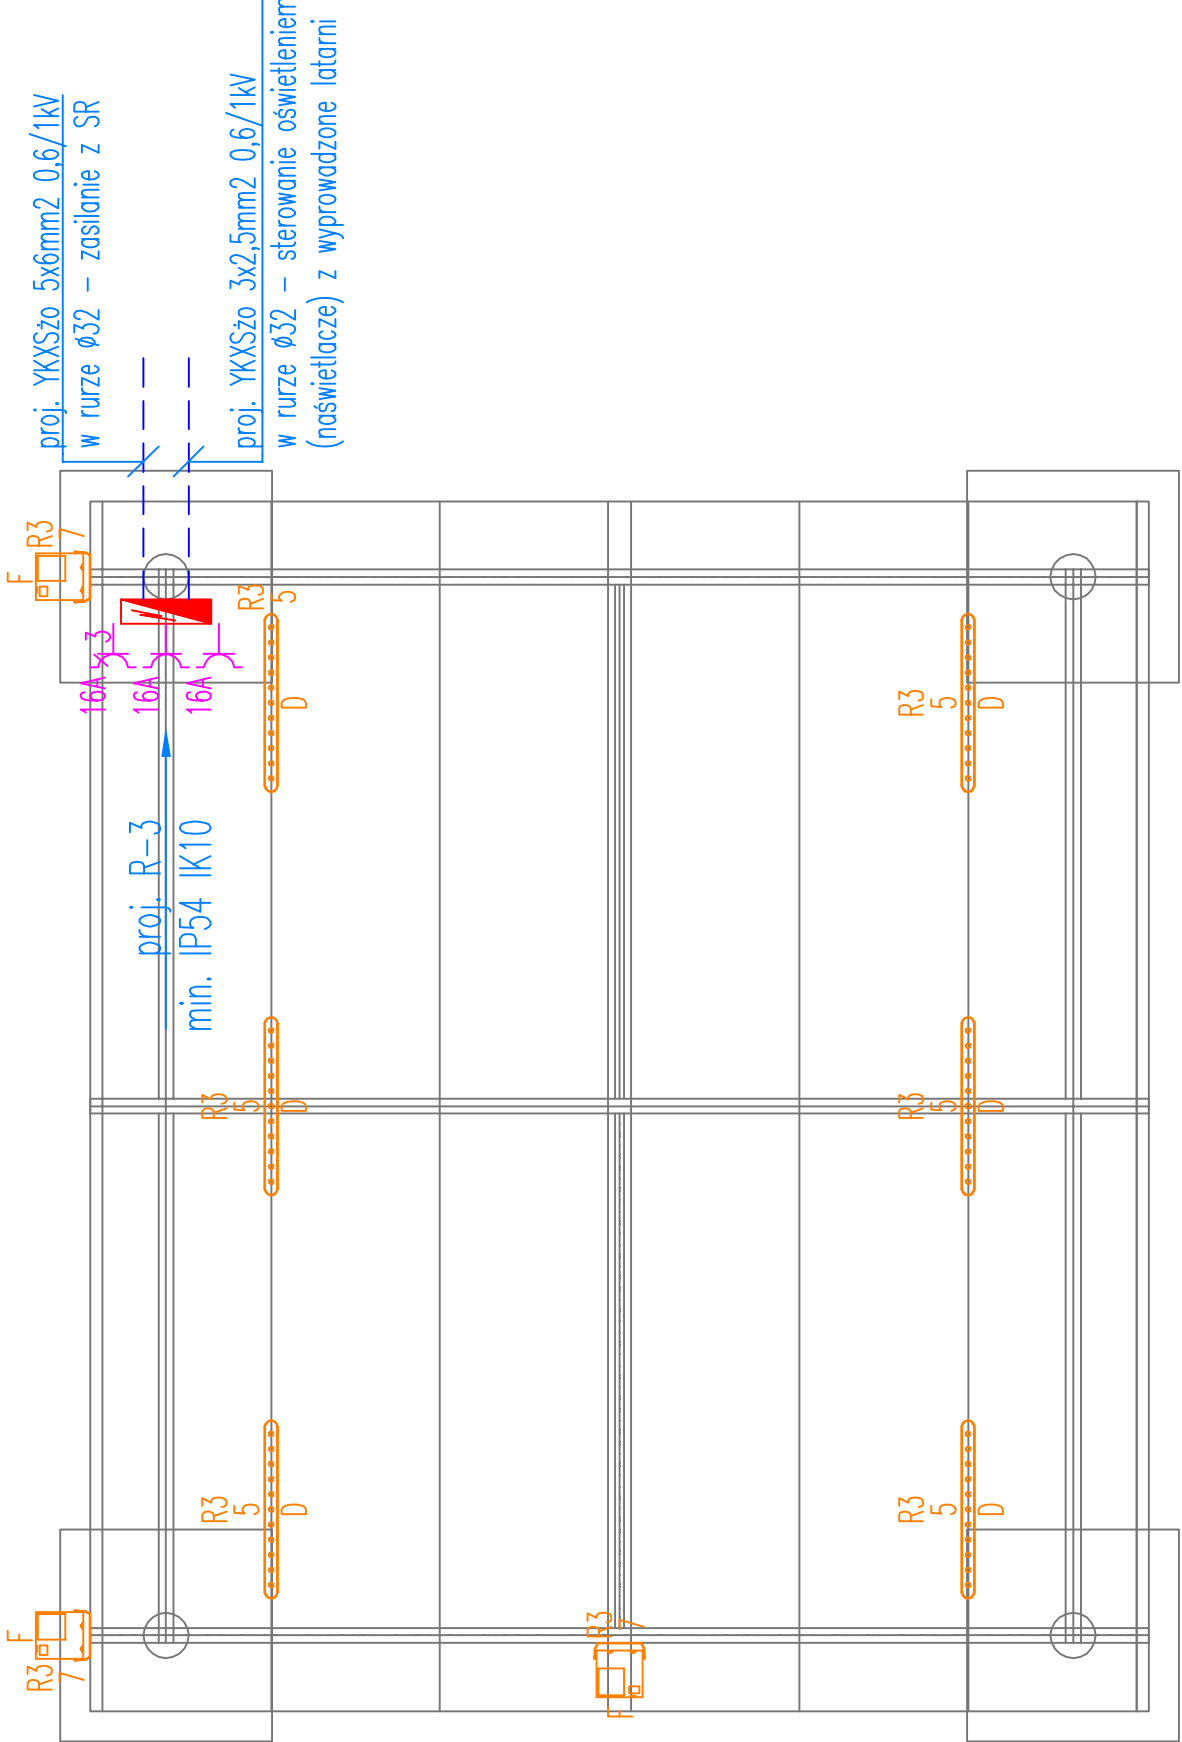 proj. YKXSżo 5x6mm2 0,6/1kV
w rurze ø32 – zasilanie z SR
proj. YKXSżo 3x2,5mm2 0,6/1kV
w rurze ø32 – sterowanie oświetleniem
(naświetlacze) z wyprowadzone latarni
F
R3
7
16A x 3
16A
16A
R3
5
D
proj. R-3
min. IP54 IK10
R3
5
D
R3
5
D
R3
5
D
R3
5
D
R3
5
D
F
R3
7
R3
7
F